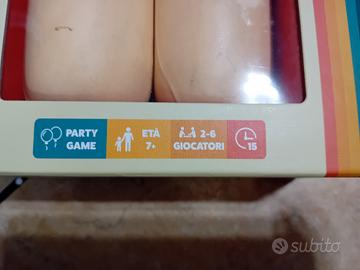 PARTY
GAME
ETÀ
7+
2-6
GIOCATORI
15
subito